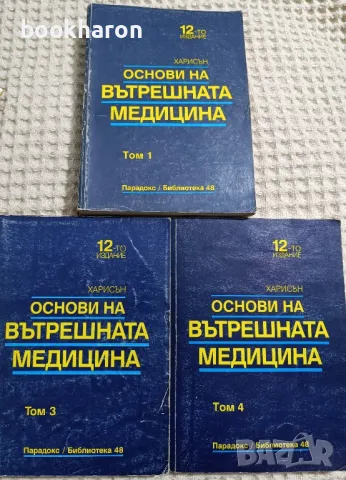 bookharon
12-ТО
ИЗДАНИЕ
ХАРИСЪН
ОСНОВИ НА
ВЪТРЕШНАТА
МЕДИЦИНА
Том 1
Парадокс / Библиотека 48
12-ТО
ИЗДАНИЕ
ХАРИСЪН
ОСНОВИ НА
ВЪТРЕШНАТА
МЕДИЦИНА
Том 3
Парадокс / Библиотека 48
12-ТО
ИЗДАНИЕ
ХАРИСЪН
ОСНОВИ НА
ВЪТРЕШНАТА
МЕДИЦИНА
Том 4
Парадокс / Библиотека 48
BAZAR